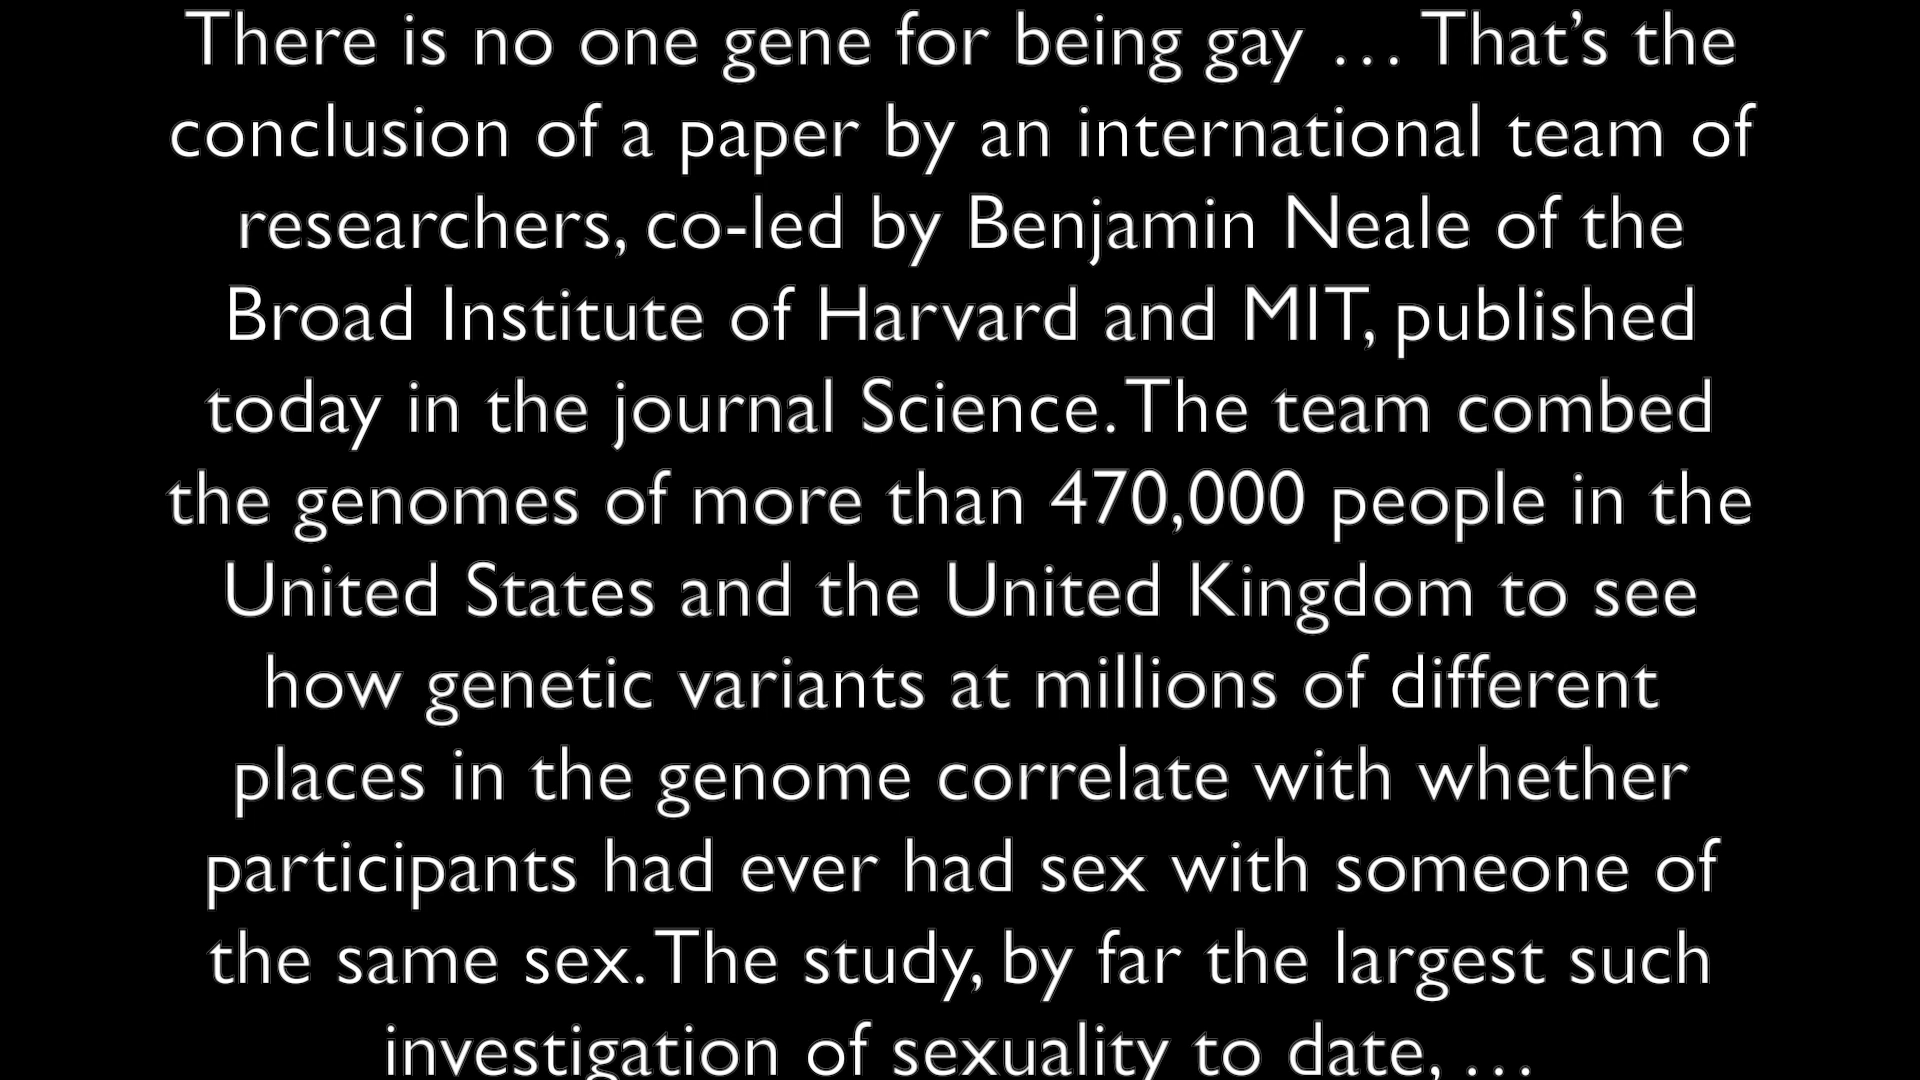 There is no one gene for being gay … That’s the
conclusion of a paper by an international team of
researchers, co-led by Benjamin Neale of the
Broad Institute of Harvard and MIT, published
today in the journal Science. The team combed
the genomes of more than 470,000 people in the
United States and the United Kingdom to see
how genetic variants at millions of different
places in the genome correlate with whether
participants had ever had sex with someone of
the same sex. The study, by far the largest such
investigation of sexuality to date, …